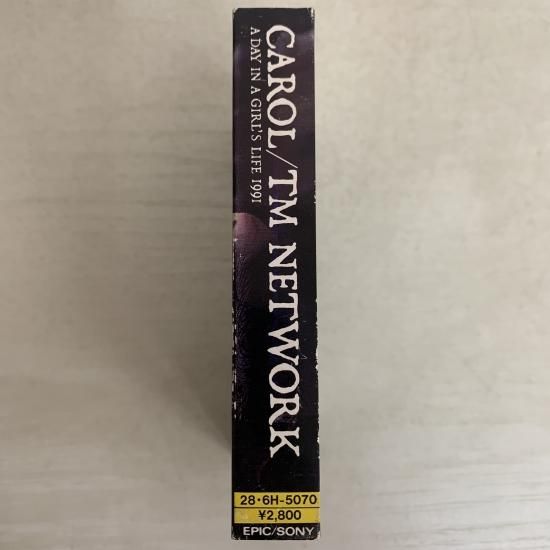 CAROL/TM NETWORK
A DAY IN A GIRL'S LIFE 1991
28・6H-5070
¥2,800
EPIC/SONY